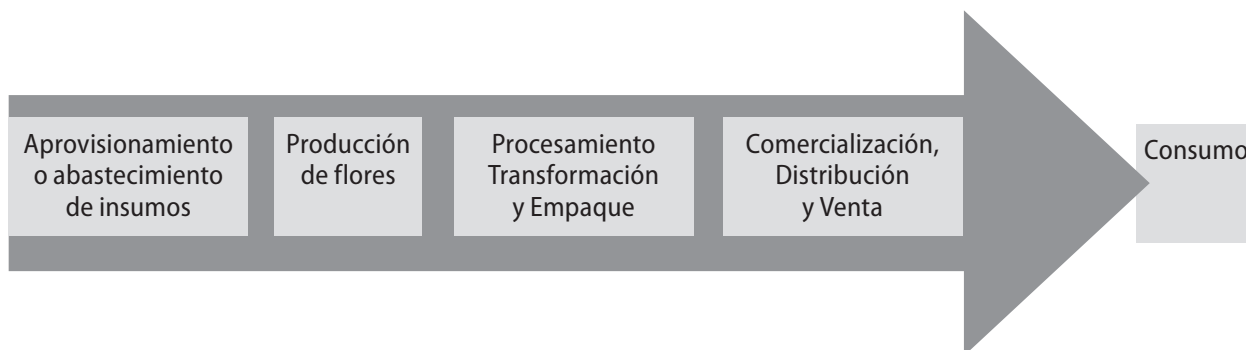 Aprovisionamiento
o abastecimiento
de insumos
Producción
de flores
Procesamiento
Transformación
y Empaque
Comercialización,
Distribución
y Venta
Consumo